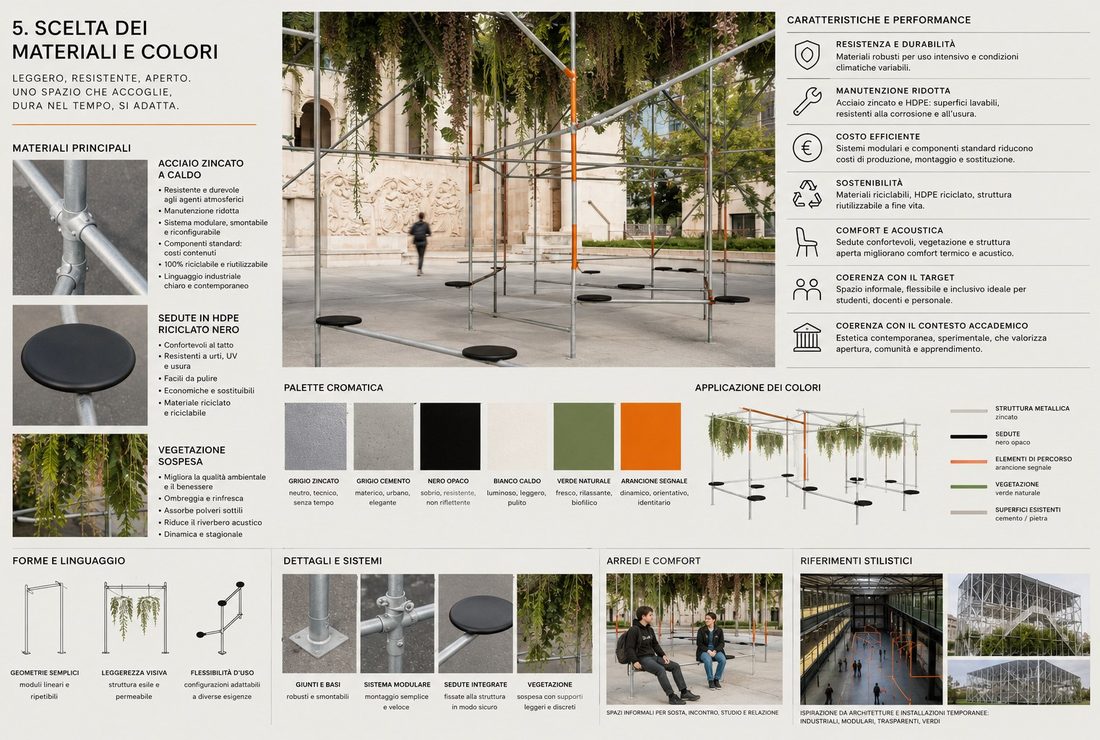 5. SCELTA DEI
MATERIALI E COLORI
LEGGERO, RESISTENTE, APERTO.
UNO SPAZIO CHE ACCOGLIE,
DURA NEL TEMPO, SI ADATTA.
MATERIALI PRINCIPALI
ACCIAIO ZINCATO
A CALDO
• Resistente e durevole
agli agenti atmosferici
• Manutenzione ridotta
• Sistema modulare, smontabile
e riconfigurabile
• Componenti standard:
costi contenuti
• 100% riciclabile e riutilizzabile
• Linguaggio industriale
chiaro e contemporaneo
SEDUTE IN HDPE
RICICLATO NERO
• Confortevoli al tatto
• Resistenti a urti, UV
e usura
• Facili da pulire
• Economiche e sostituibili
• Materiale riciclato
e riciclabile
VEGETAZIONE
SOSPESA
• Migliora la qualità ambientale
e il benessere
• Ombreggia e rinfresca
• Assorbe polveri sottili
• Riduce il riverbero acustico
• Dinamica e stagionale
CARATTERISTICHE E PERFORMANCE
RESISTENZA E DURABILITÀ
Materiali robusti per uso intensivo e condizioni
climatiche variabili.
MANUTENZIONE RIDOTTA
Acciaio zincato e HDPE: superfici lavabili,
resistenti alla corrosione e all'usura.
€
COSTO EFFICIENTE
Sistemi modulari e componenti standard riducono
costi di produzione, montaggio e sostituzione.
SOSTENIBILITÀ
Materiali riciclabili, HDPE riciclato, struttura
riutilizzabile a fine vita.
COMFORT E ACUSTICA
Sedute confortevoli, vegetazione e struttura
aperta migliorano comfort termico e acustico.
COERENZA CON IL TARGET
Spazio informale, flessibile e inclusivo ideale per
studenti, docenti e personale.
COERENZA CON IL CONTESTO ACCADEMICO
Estetica contemporanea, sperimentale, che valorizza
apertura, comunità e apprendimento.
PALETTE CROMATICA
GRIGIO ZINCATO
neutro, tecnico,
senza tempo
GRIGIO CEMENTO
materico, urbano,
elegante
NERO OPACO
sobrio, resistente,
non riflettente
BIANCO CALDO
luminoso, leggero,
pulito
VERDE NATURALE
fresco, rilassante,
biofilico
ARANCIONE SEGNALE
dinamico, orientativo,
identitario
APPLICAZIONE DEI COLORI
STRUTTURA METALLICA
zincato
SEDUTE
nero opaco
ELEMENTI DI PERCORSO
arancione segnale
VEGETAZIONE
verde naturale
SUPERFICI ESISTENTI
cemento / pietra
FORME E LINGUAGGIO
GEOMETRIE SEMPLICI
moduli lineari e
ripetibili
LEGGEREZZA VISIVA
struttura esile e
permeabile
FLESSIBILITÀ D'USO
configurazioni adattabili
a diverse esigenze
DETTAGLI E SISTEMI
GIUNTI E BASI
robusti e smontabili
SISTEMA MODULARE
montaggio semplice
e veloce
SEDUTE INTEGRATE
fissate alla struttura
in modo sicuro
VEGETAZIONE
sospesa con supporti
leggeri e discreti
ARREDI E COMFORT
SPAZI INFORMALI PER SOSTA, INCONTRO, STUDIO E RELAZIONE
RIFERIMENTI STILISTICI
ISPIRAZIONE DA ARCHITETTURE E INSTALLAZIONI TEMPORANEE:
INDUSTRIALI, MODULARI, TRASPARENTI, VERDI